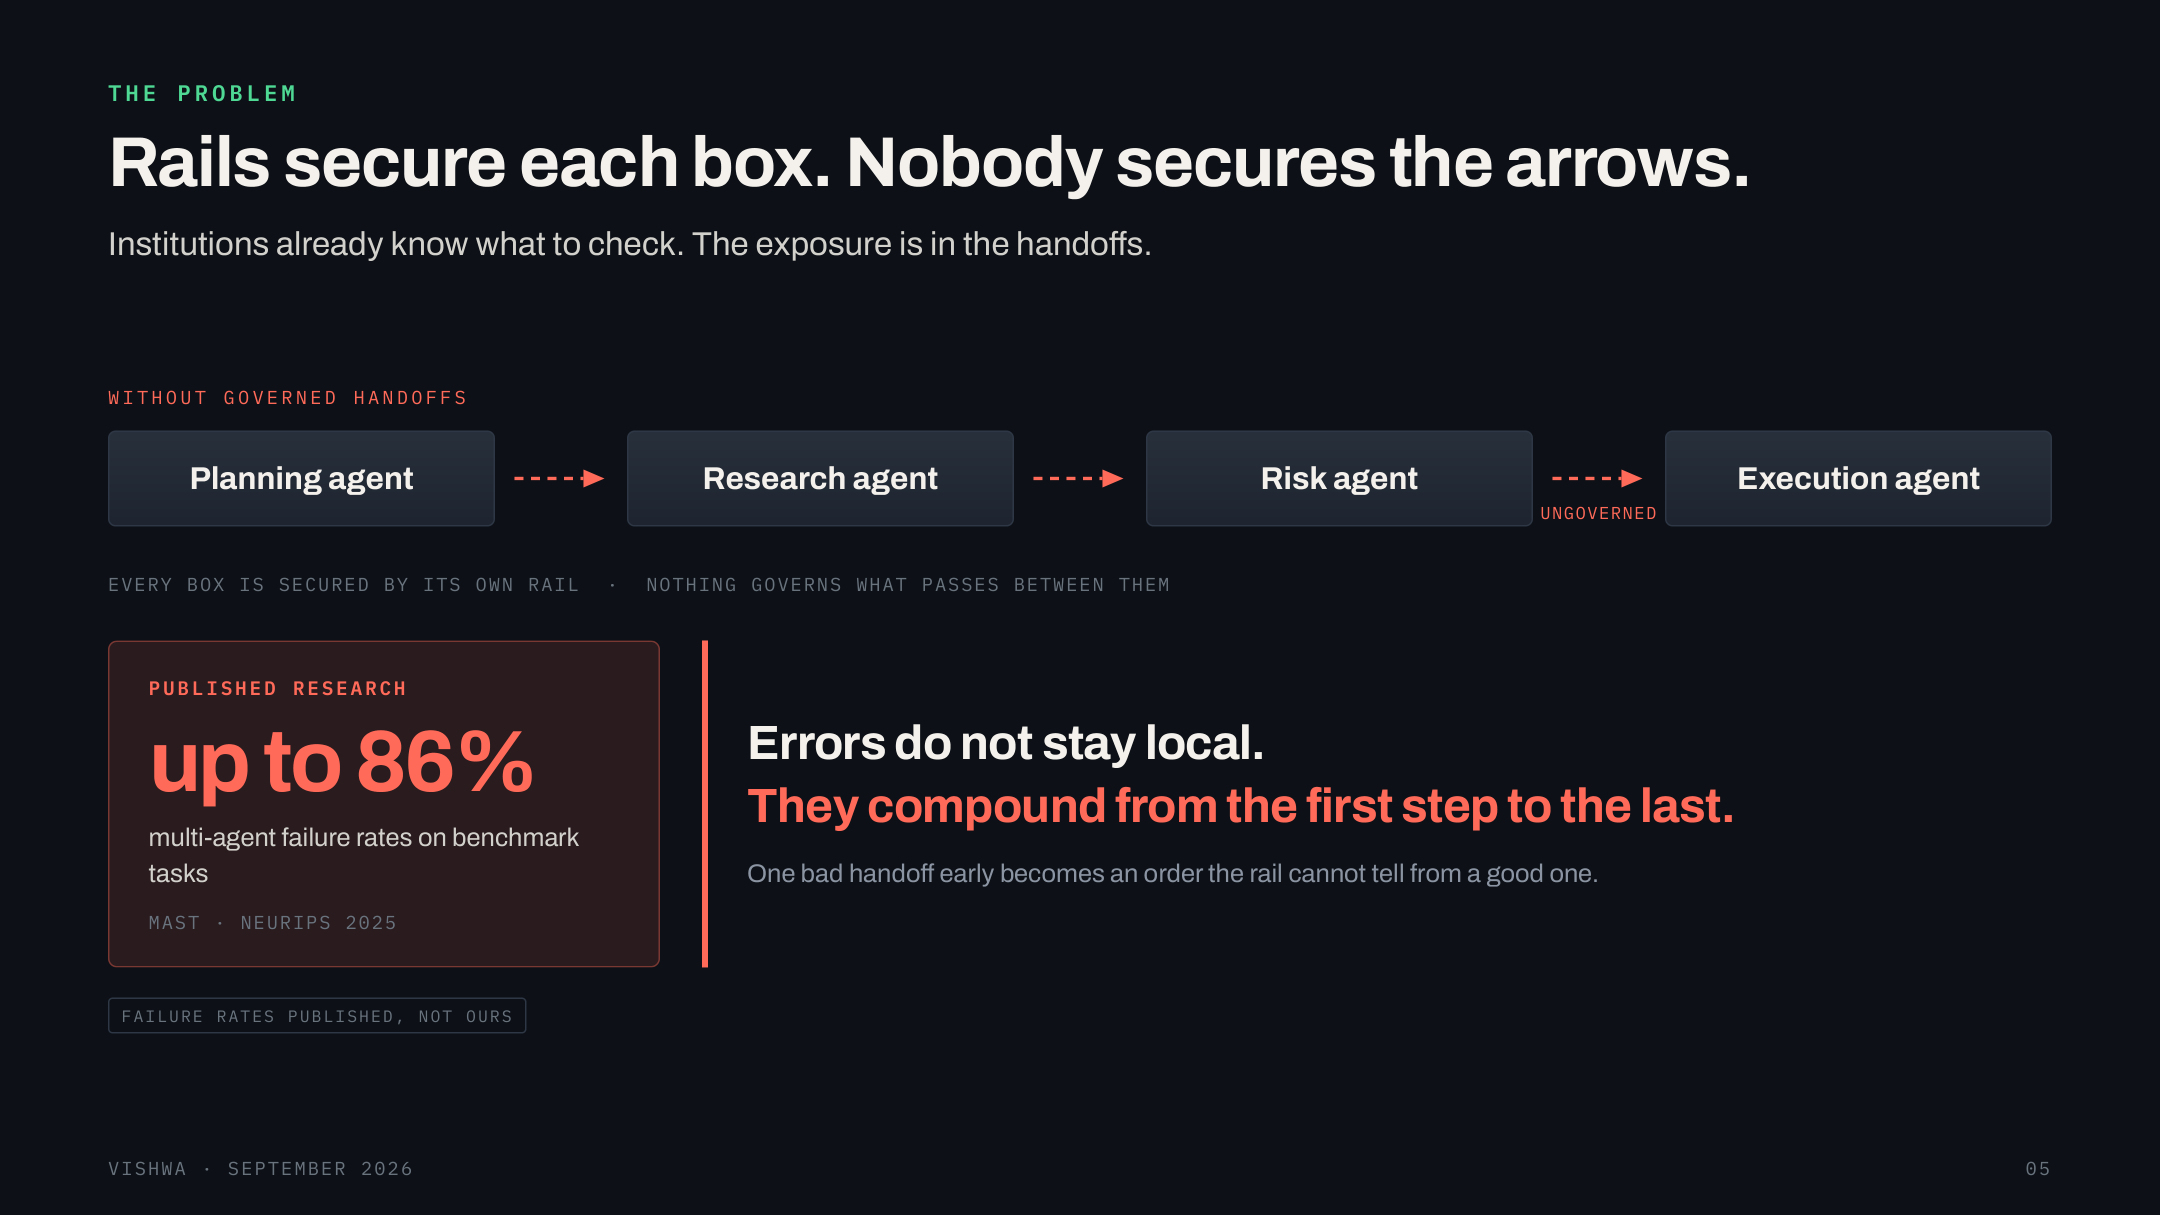 THE PROBLEM
Rails secure each box. Nobody secures the arrows.
Institutions already know what to check. The exposure is in the handoffs.
WITHOUT GOVERNED HANDOFFS
Planning agent
Research agent
Risk agent
UNGOVERNED
Execution agent
EVERY BOX IS SECURED BY ITS OWN RAIL · NOTHING GOVERNS WHAT PASSES BETWEEN THEM
PUBLISHED RESEARCH
up to 86%
multi-agent failure rates on benchmark
tasks
MAST · NEURIPS 2025
Errors do not stay local.
They compound from the first step to the last.
One bad handoff early becomes an order the rail cannot tell from a good one.
FAILURE RATES PUBLISHED, NOT OURS
VISHWA · SEPTEMBER 2026
05